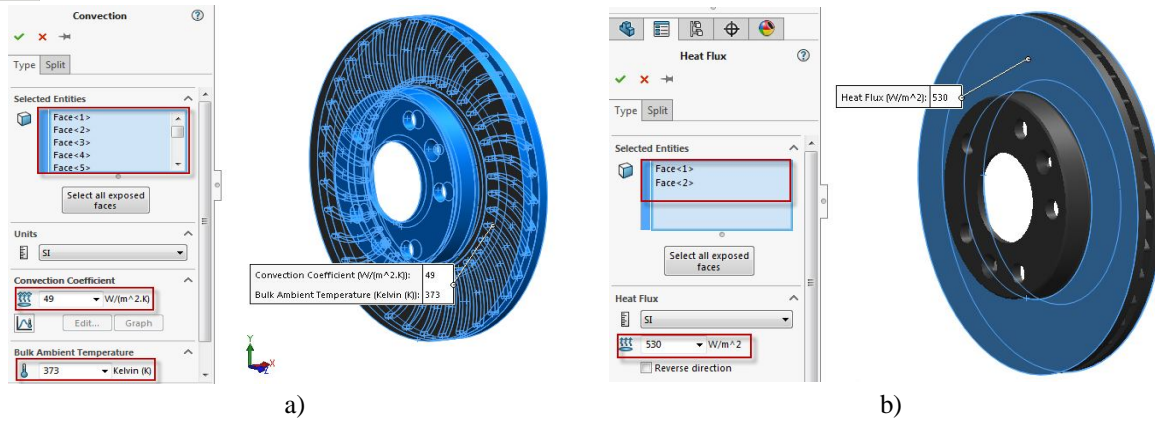 Convection
Type Split
Selected Entities
Face<1>
Face<2>
Face<3>
Face<4>
Face<5>
Select all exposed
faces
Units
SI
Convection Coefficient
49 W/(m^2.K)
Edit... Graph
Bulk Ambient Temperature
373 Kelvin (K)
Convection Coefficient (W/(m^2.K)): 49
Bulk Ambient Temperature (Kelvin (K)): 373
Y
X
Z
a)
Heat Flux
Type Split
Selected Entities
Face<1>
Face<2>
Select all exposed
faces
Heat Flux
SI
530 W/m^2
Reverse direction
Heat Flux (W/m^2): 530
b)